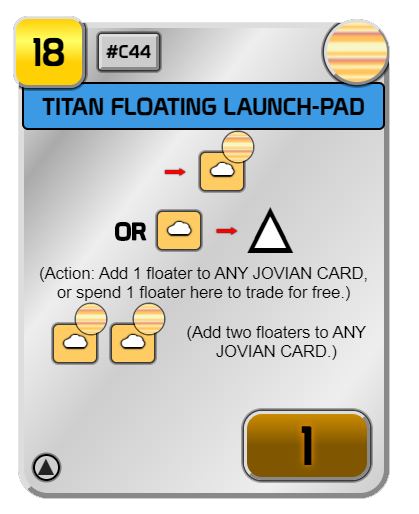 18
#C44
TITAN FLOATING LAUNCH-PAD
OR
(Action: Add 1 floater to ANY JOVIAN CARD,
or spend 1 floater here to trade for free.)
(Add two floaters to ANY
JOVIAN CARD.)
1